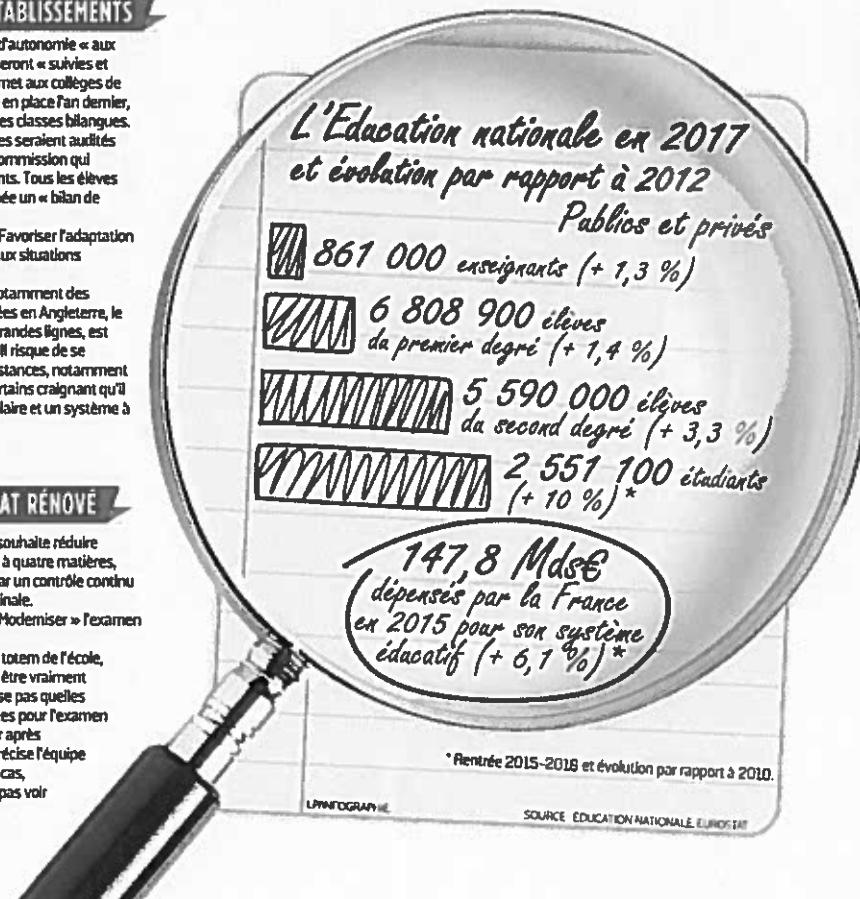 TABLISSEMENTS
d'autonomie « aux
eront « suivies et
met aux collèges de
en place l'an dernier,
es classes bilangues.
es seraient audités
ommission qui
nts. Tous les élèves
ée un « bilan de
Favoriser l'adaptation
ux situations
otamment des
ées en Angleterre, le
randes lignes, est
Il risque de se
stances, notamment
rtains craignant qu'il
laire et un système à
AT RÉNOVÉ
souhaite réduire
à quatre matières,
ar un contrôle continu
inale.
Moderniser » l'examen
totem de l'école,
être vraiment
se pas quelles
es pour l'examen
r après
récise l'équipe
cas,
pas voir
L'Education nationale en 2017
et évolution par rapport à 2012
Publics et privés
861 000 enseignants (+ 1,3 %)
6 808 900 élèves
du premier degré (+ 1,4 %)
5 590 000 élèves
du second degré (+ 3,3 %)
2 551 100 étudiants
(+ 10 %)*
147,8 Mds€
dépensés par la France
en 2015 pour son système
éducatif (+ 6,1 %)*
* Rentrée 2015-2016 et évolution par rapport à 2010.
SOURCE ÉDUCATION NATIONALE, EUROSTAT